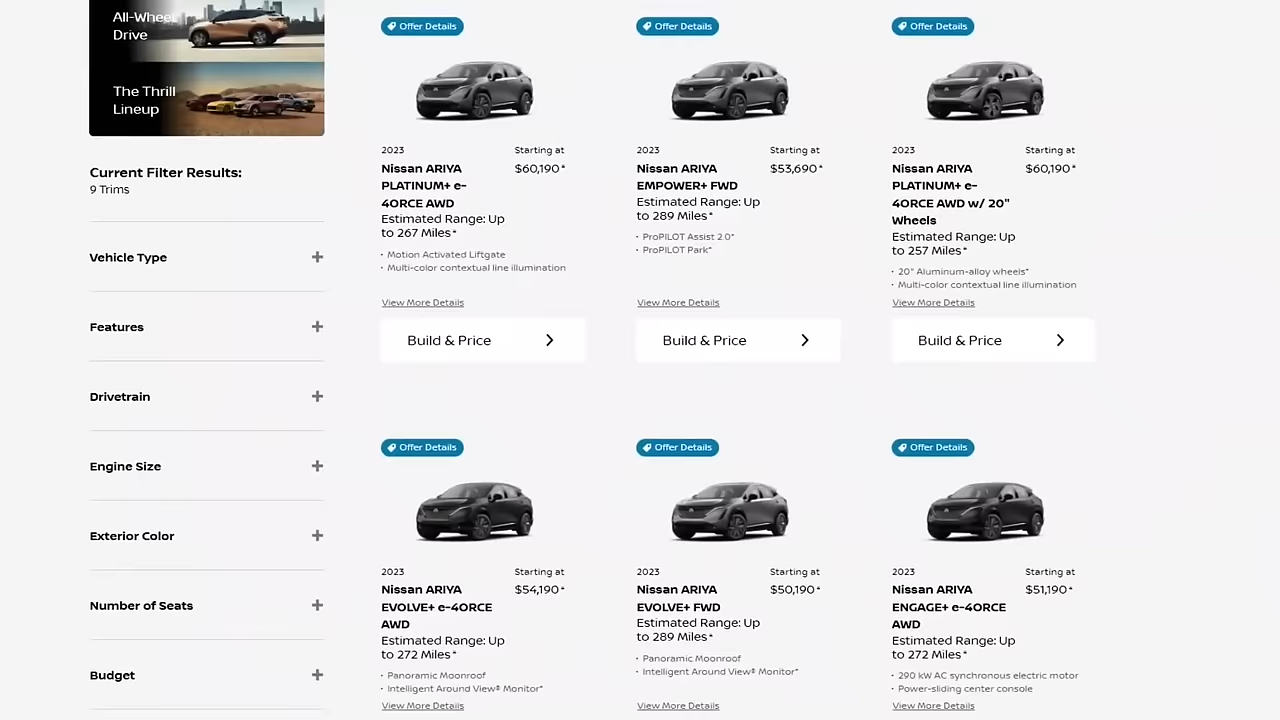 All-Wheel
Drive
The Thrill
Lineup
Current Filter Results:
9 Trims
Vehicle Type
Features
Drivetrain
Engine Size
Exterior Color
Number of Seats
Budget
Offer Details
2023
Starting at
Nissan ARIYA
$60,190*
PLATINUM+ e-
4ORCE AWD
Estimated Range: Up
to 267 Miles*
• Motion Activated Liftgate
• Multi-color contextual line illumination
View More Details
Build & Price
Offer Details
2023
Starting at
Nissan ARIYA
$53,690*
EMPOWER+ FWD
Estimated Range: Up
to 289 Miles*
• ProPILOT Assist 2.0*
• ProPILOT Park*
View More Details
Build & Price
Offer Details
2023
Starting at
Nissan ARIYA
$60,190*
PLATINUM+ e-
4ORCE AWD w/ 20"
Wheels
Estimated Range: Up
to 257 Miles*
• 20" Aluminum-alloy wheels*
• Multi-color contextual line illumination
View More Details
Build & Price
Offer Details
2023
Starting at
Nissan ARIYA
$54,190*
EVOLVE+ e-4ORCE
AWD
Estimated Range: Up
to 272 Miles*
• Panoramic Moonroof
• Intelligent Around View® Monitor*
View More Details
Offer Details
2023
Starting at
Nissan ARIYA
$50,190*
EVOLVE+ FWD
Estimated Range: Up
to 289 Miles*
• Panoramic Moonroof
• Intelligent Around View® Monitor*
View More Details
Offer Details
2023
Starting at
Nissan ARIYA
$51,190*
ENGAGE+ e-4ORCE
AWD
Estimated Range: Up
to 272 Miles*
• 290 kW AC synchronous electric motor
• Power-sliding center console
View More Details